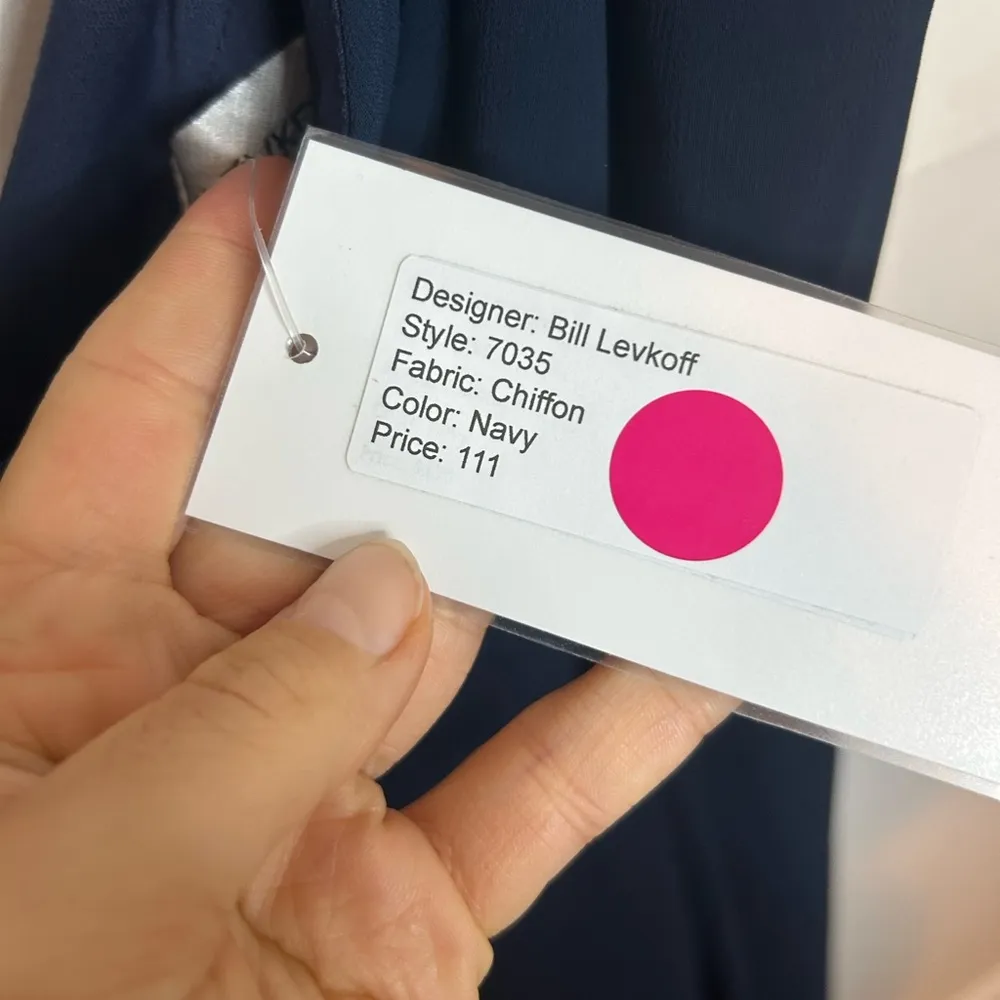 Designer: Bill Levkoff
Style: 7035
Fabric: Chiffon
Color: Navy
Price: 111